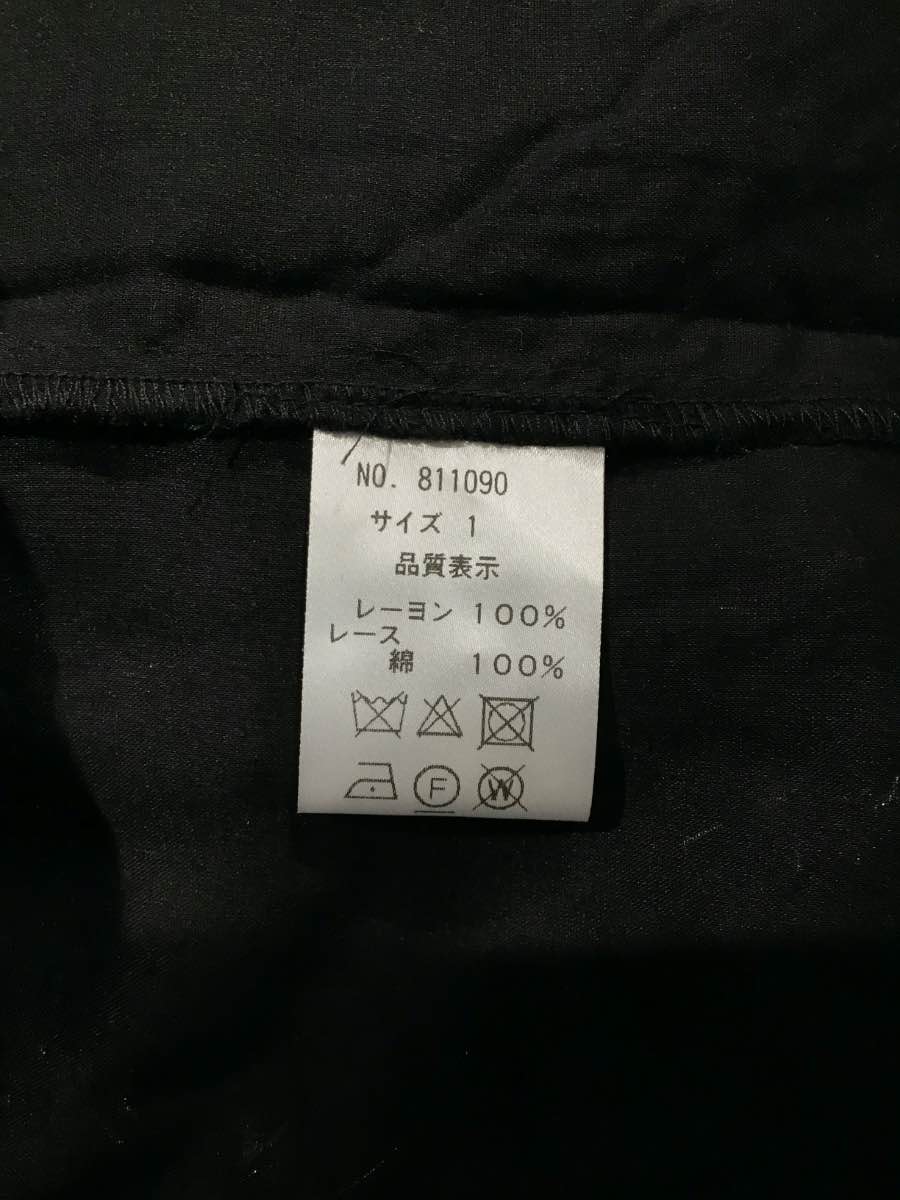 NO. 811090
サイズ 1
品質表示
レーヨン 100%
レース
綿 100%
F W